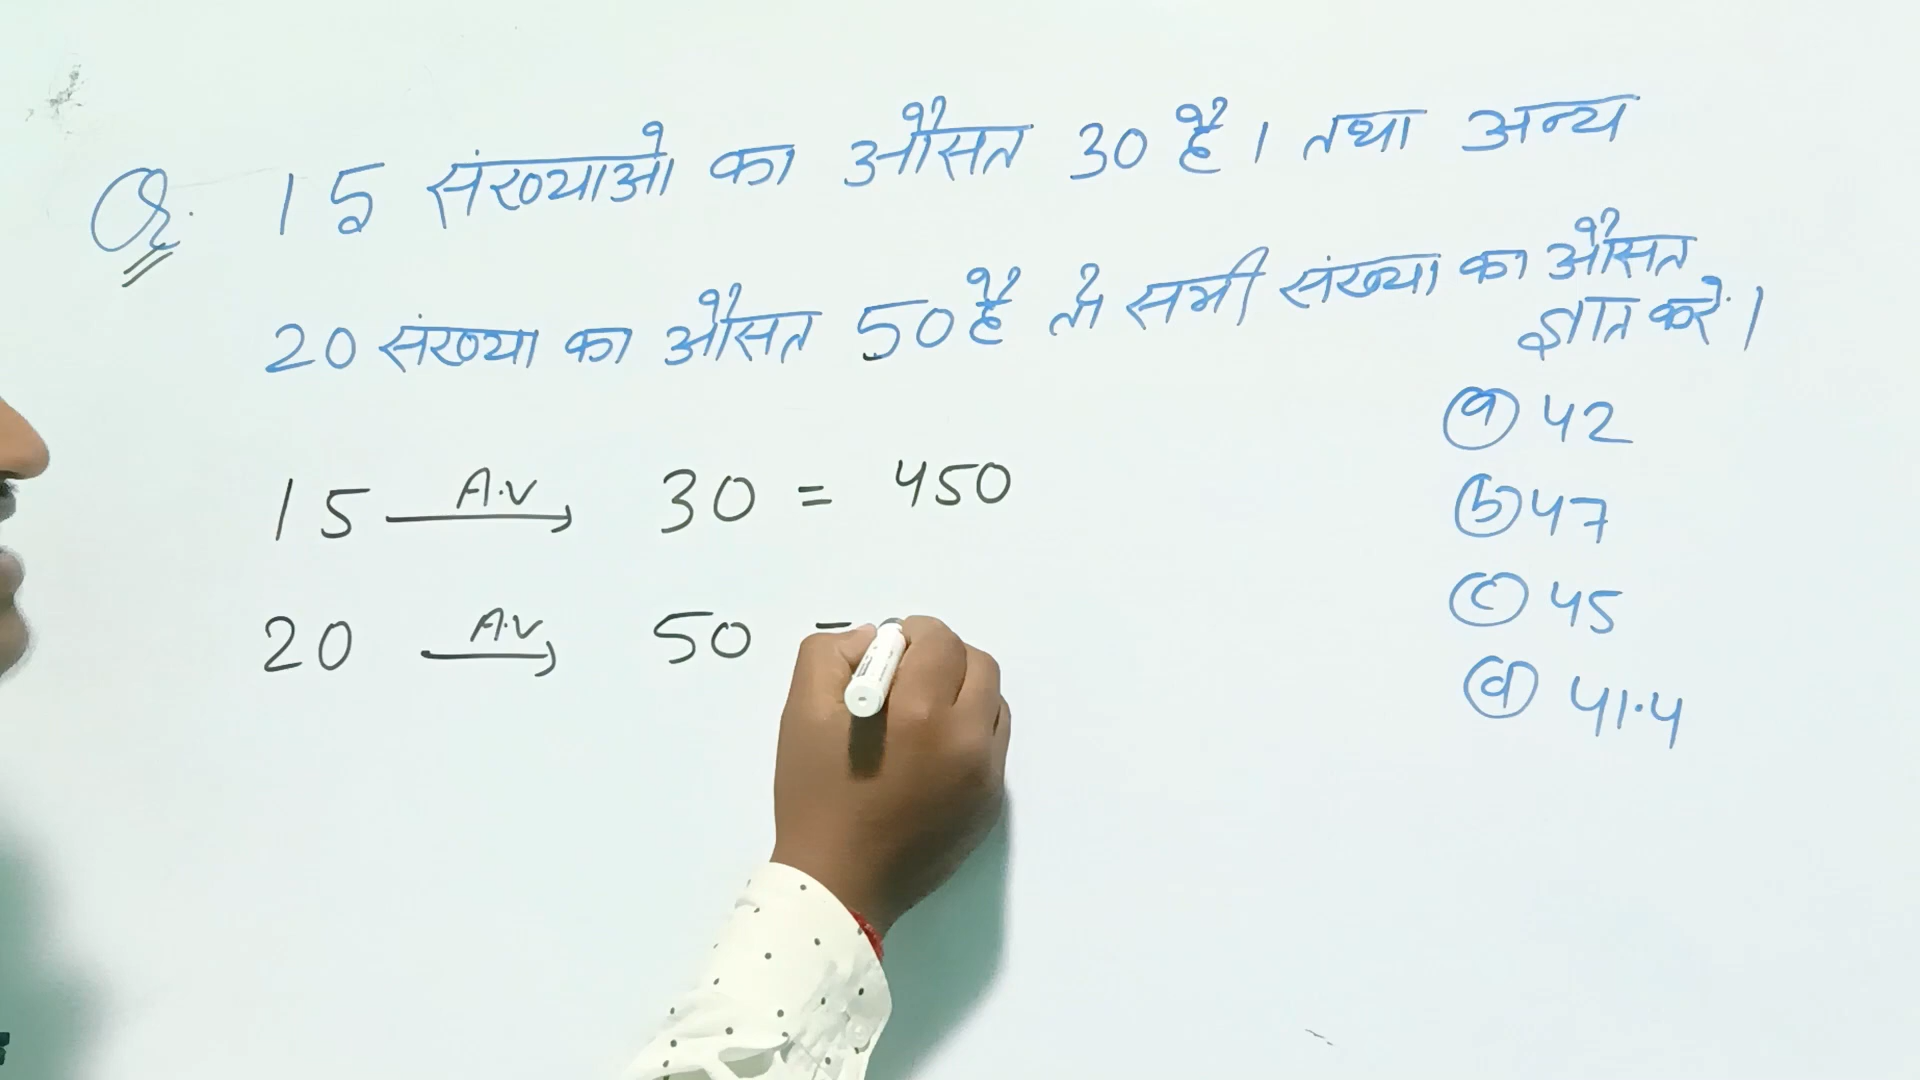 Q. 15 संख्याओ का औसत 30 है। तथा अन्य
20 संख्या का औसत 50 है तो सभी संख्या का औसत
ज्ञात करें।
(a) 42
(b) 47
(c) 45
(d) 41.4
15 A.V → 30 = 450
20 A.V → 50 =